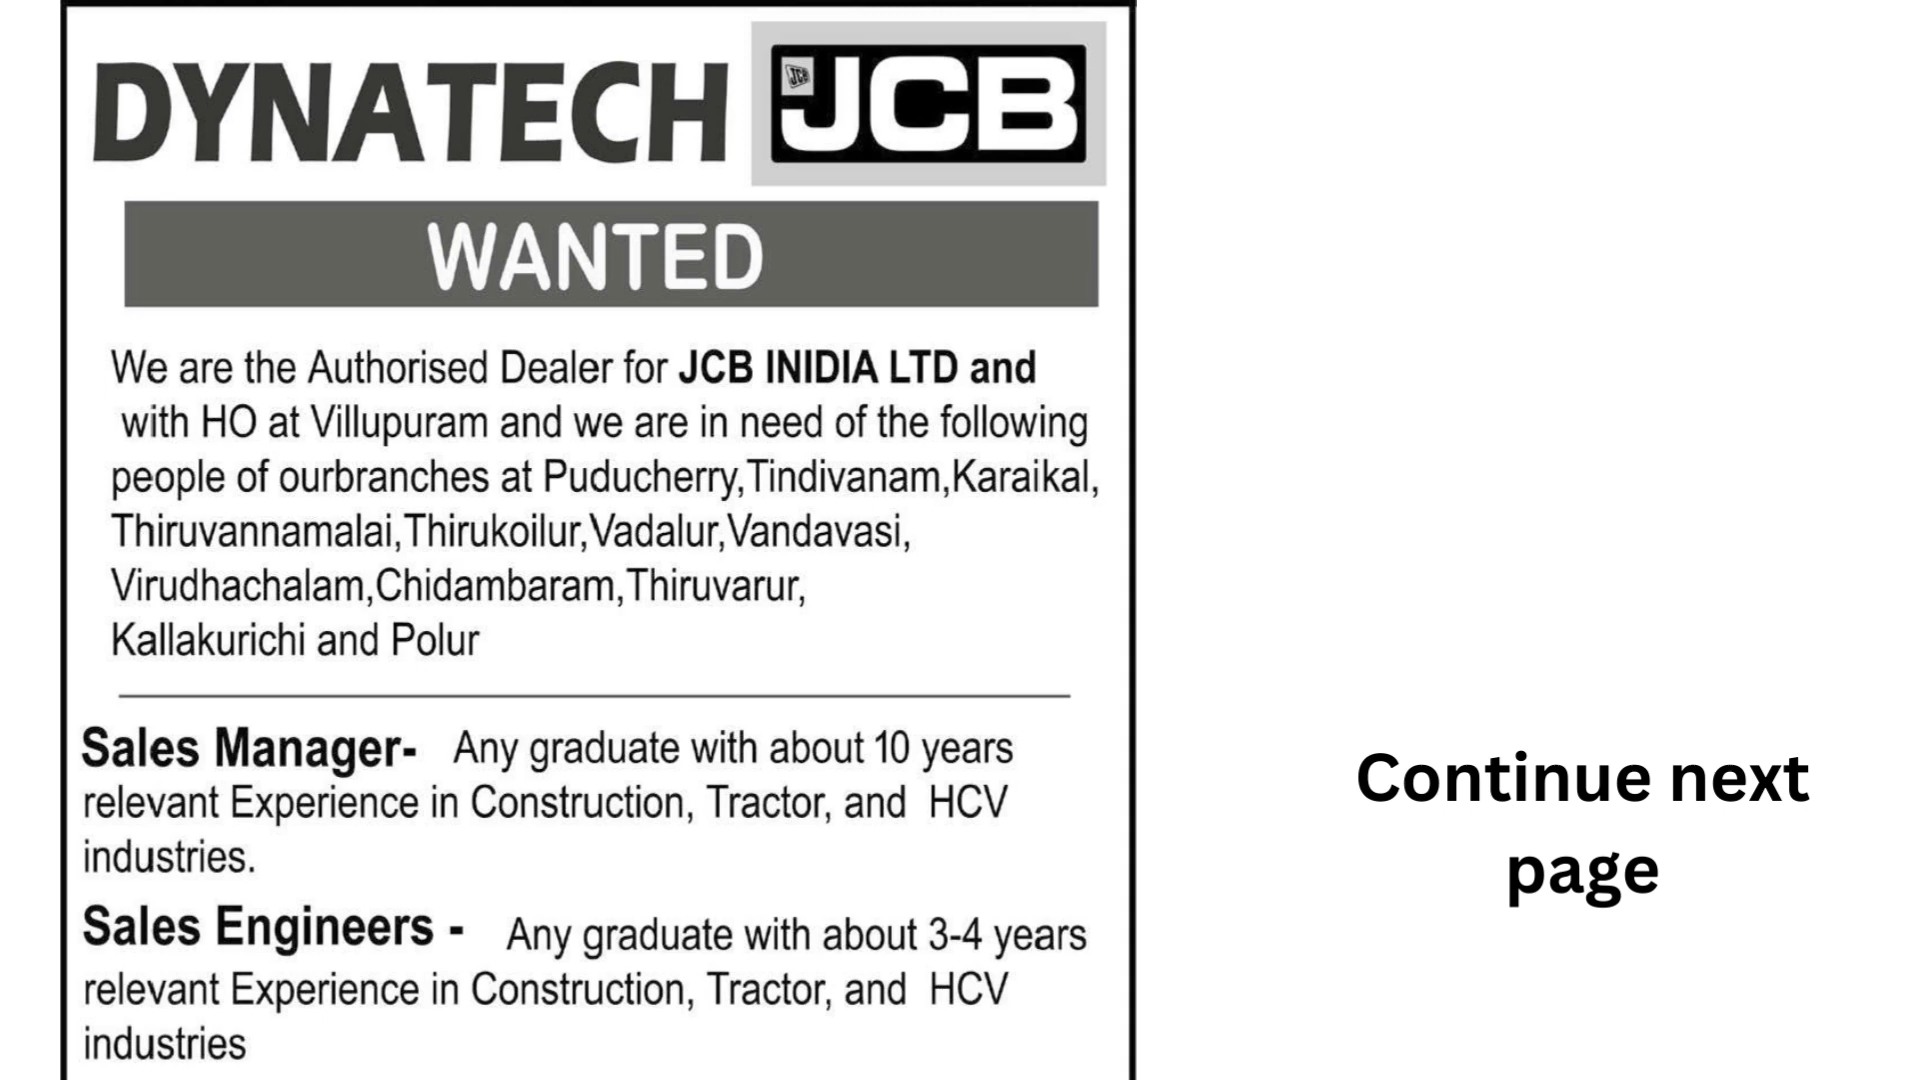 DYNATECH JCB
JCB
WANTED
We are the Authorised Dealer for JCB INIDIA LTD and
with HO at Villupuram and we are in need of the following
people of ourbranches at Puducherry,Tindivanam,Karaikal,
Thiruvannamalai,Thirukoilur,Vadalur,Vandavasi,
Virudhachalam,Chidambaram,Thiruvarur,
Kallakurichi and Polur
Sales Manager- Any graduate with about 10 years
relevant Experience in Construction, Tractor, and HCV
industries.
Sales Engineers - Any graduate with about 3-4 years
relevant Experience in Construction, Tractor, and HCV
industries
Continue next
page